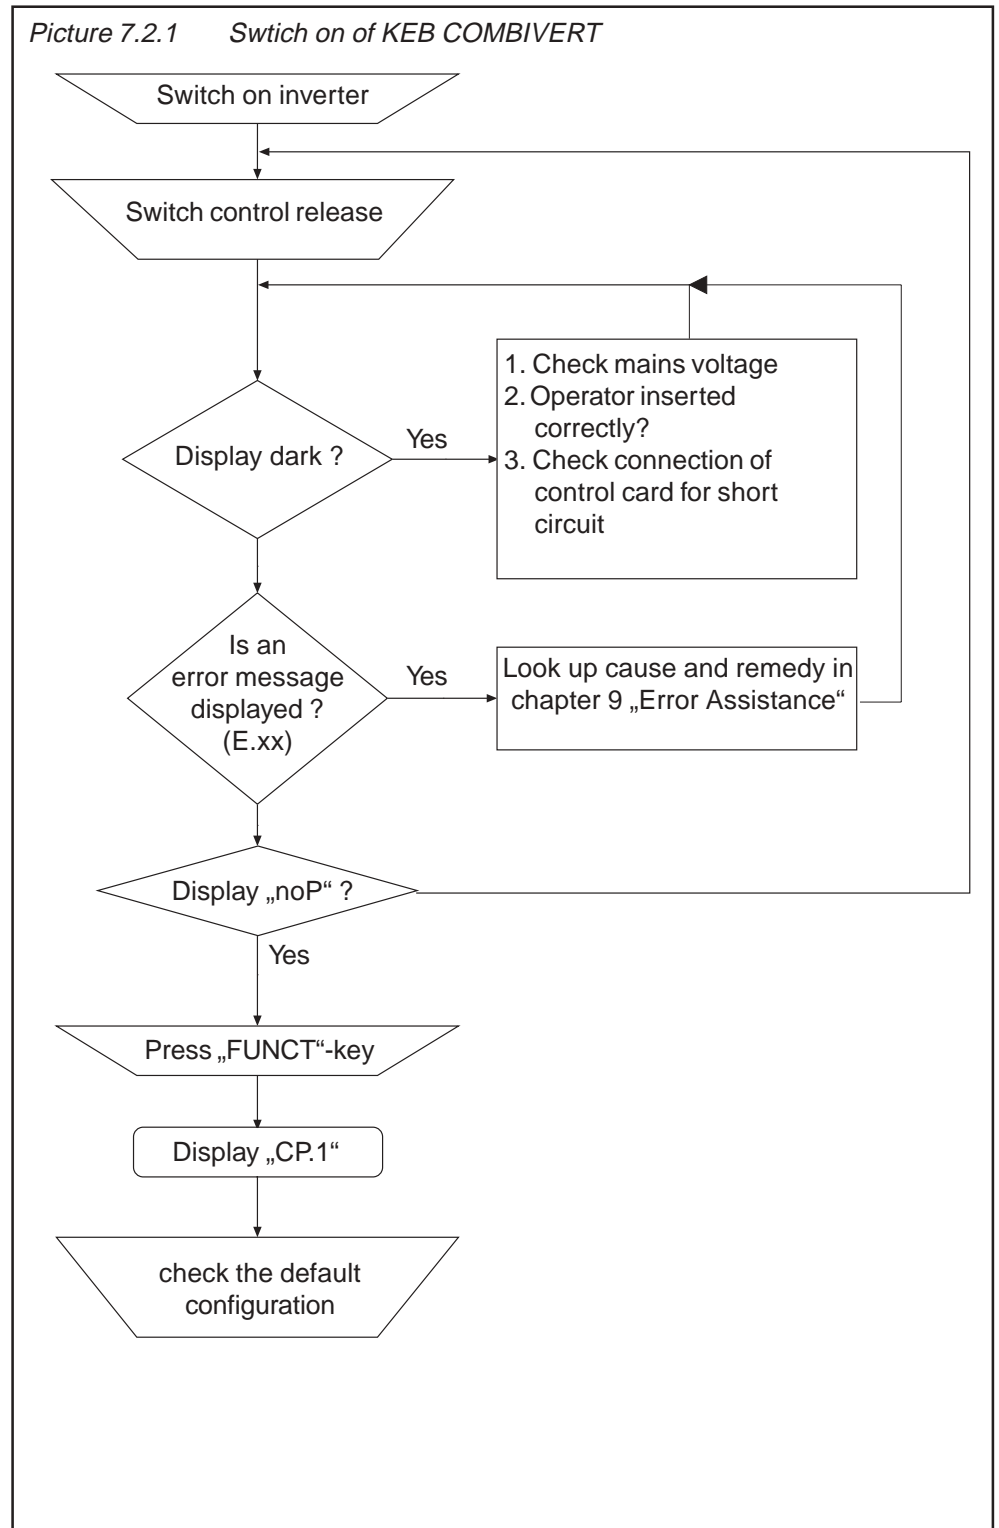 Picture 7.2.1 Swtich on of KEB COMBIVERT
Switch on inverter
Switch control release
Display dark ?
Yes
1. Check mains voltage
2. Operator inserted
correctly?
3. Check connection of
control card for short
circuit
Is an
error message
displayed ?
(E.xx)
Yes
Look up cause and remedy in
chapter 9 „Error Assistance“
Display „noP“ ?
Yes
Press „FUNCT“-key
Display „CP.1“
check the default
configuration